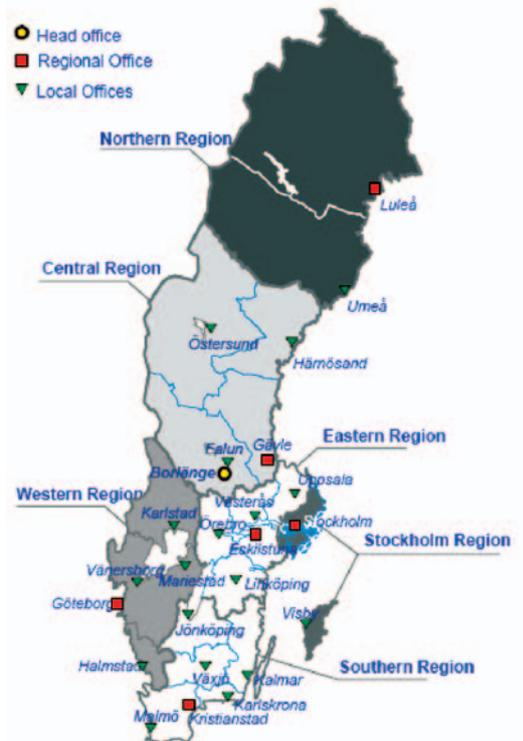 Head office
Regional Office
Local Offices
Northern Region
Luleå
Central Region
Umeå
Östersund
Härnösand
Eastern Region
Falun
Gävle
Borlänge
Uppsala
Western Region
Västerås
Karlstad
Örebro
Stockholm
Eskilstuna
Stockholm Region
Vänersborg
Mariestad
Linköping
Göteborg
Visby
Jönköping
Southern Region
Halmstad
Växjö
Kalmar
Karlskrona
Malmö
Kristianstad